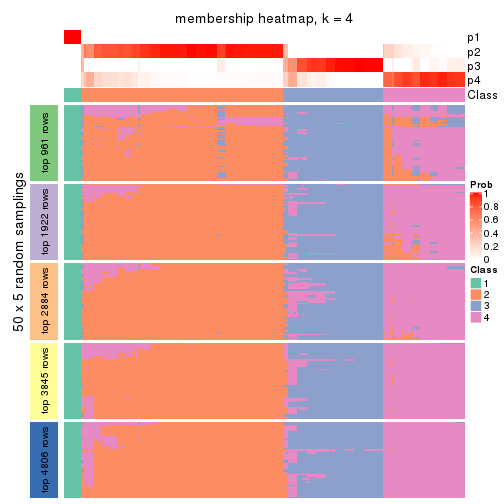 membership heatmap, k = 4
p1
p2
p3
p4
Class
50 x 5 random samplings
top 961 rows
top 1922 rows
top 2884 rows
top 3845 rows
top 4806 rows
Prob
1
0.8
0.6
0.4
0.2
0
Class
1
2
3
4